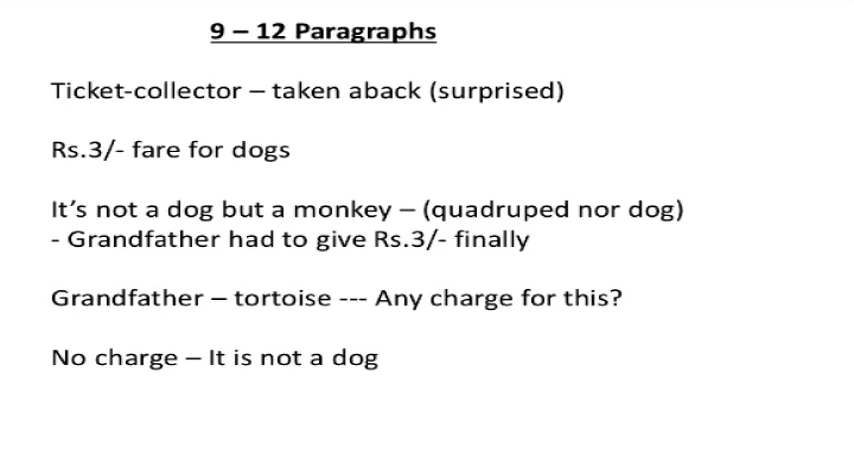 9 – 12 Paragraphs
Ticket-collector – taken aback (surprised)
Rs.3/- fare for dogs
It's not a dog but a monkey – (quadruped nor dog)
- Grandfather had to give Rs.3/- finally
Grandfather – tortoise --- Any charge for this?
No charge – It is not a dog